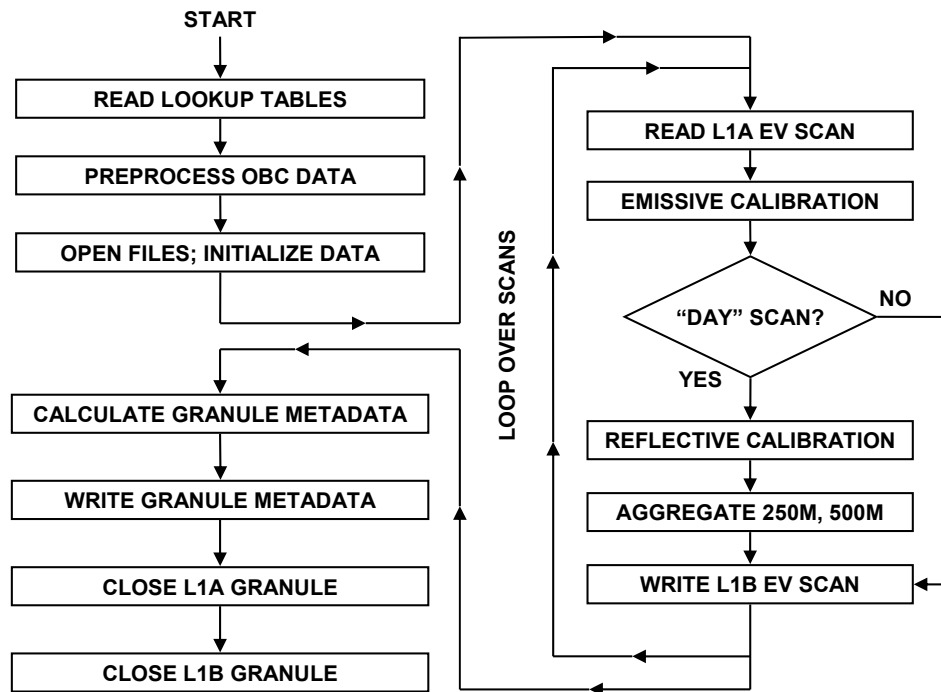 START
READ LOOKUP TABLES
PREPROCESS OBC DATA
OPEN FILES; INITIALIZE DATA
LOOP OVER SCANS
READ L1A EV SCAN
EMISSIVE CALIBRATION
“DAY” SCAN?
NO
YES
REFLECTIVE CALIBRATION
AGGREGATE 250M, 500M
WRITE L1B EV SCAN
CALCULATE GRANULE METADATA
WRITE GRANULE METADATA
CLOSE L1A GRANULE
CLOSE L1B GRANULE